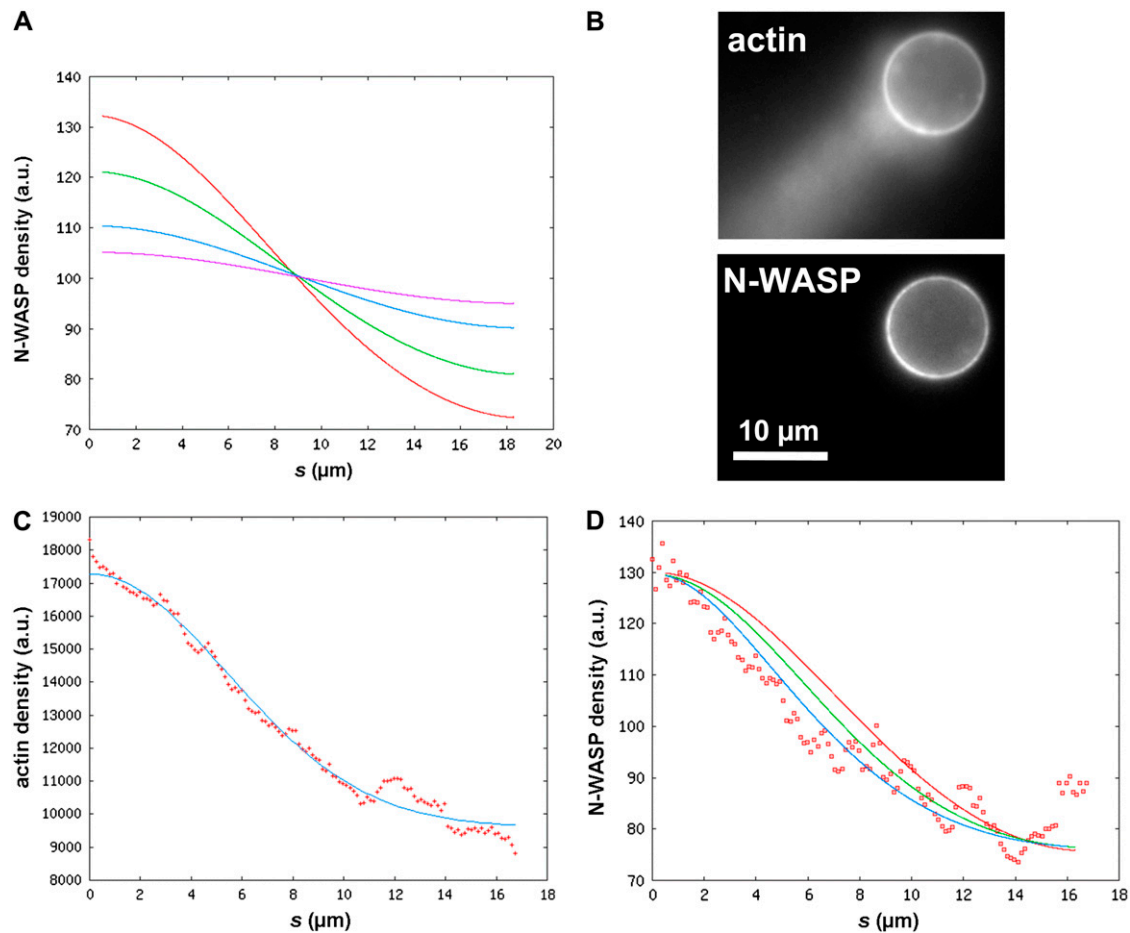 A
N-WASP density (a.u.)
140
130
120
110
100
90
80
70
0 2 4 6 8 10 12 14 16 18 20
s (µm)
B
actin
N-WASP
10 µm
C
actin density (a.u.)
19000
18000
17000
16000
15000
14000
13000
12000
11000
10000
9000
8000
0 2 4 6 8 10 12 14 16 18
s (µm)
D
N-WASP density (a.u.)
140
130
120
110
100
90
80
70
0 2 4 6 8 10 12 14 16 18
s (µm)